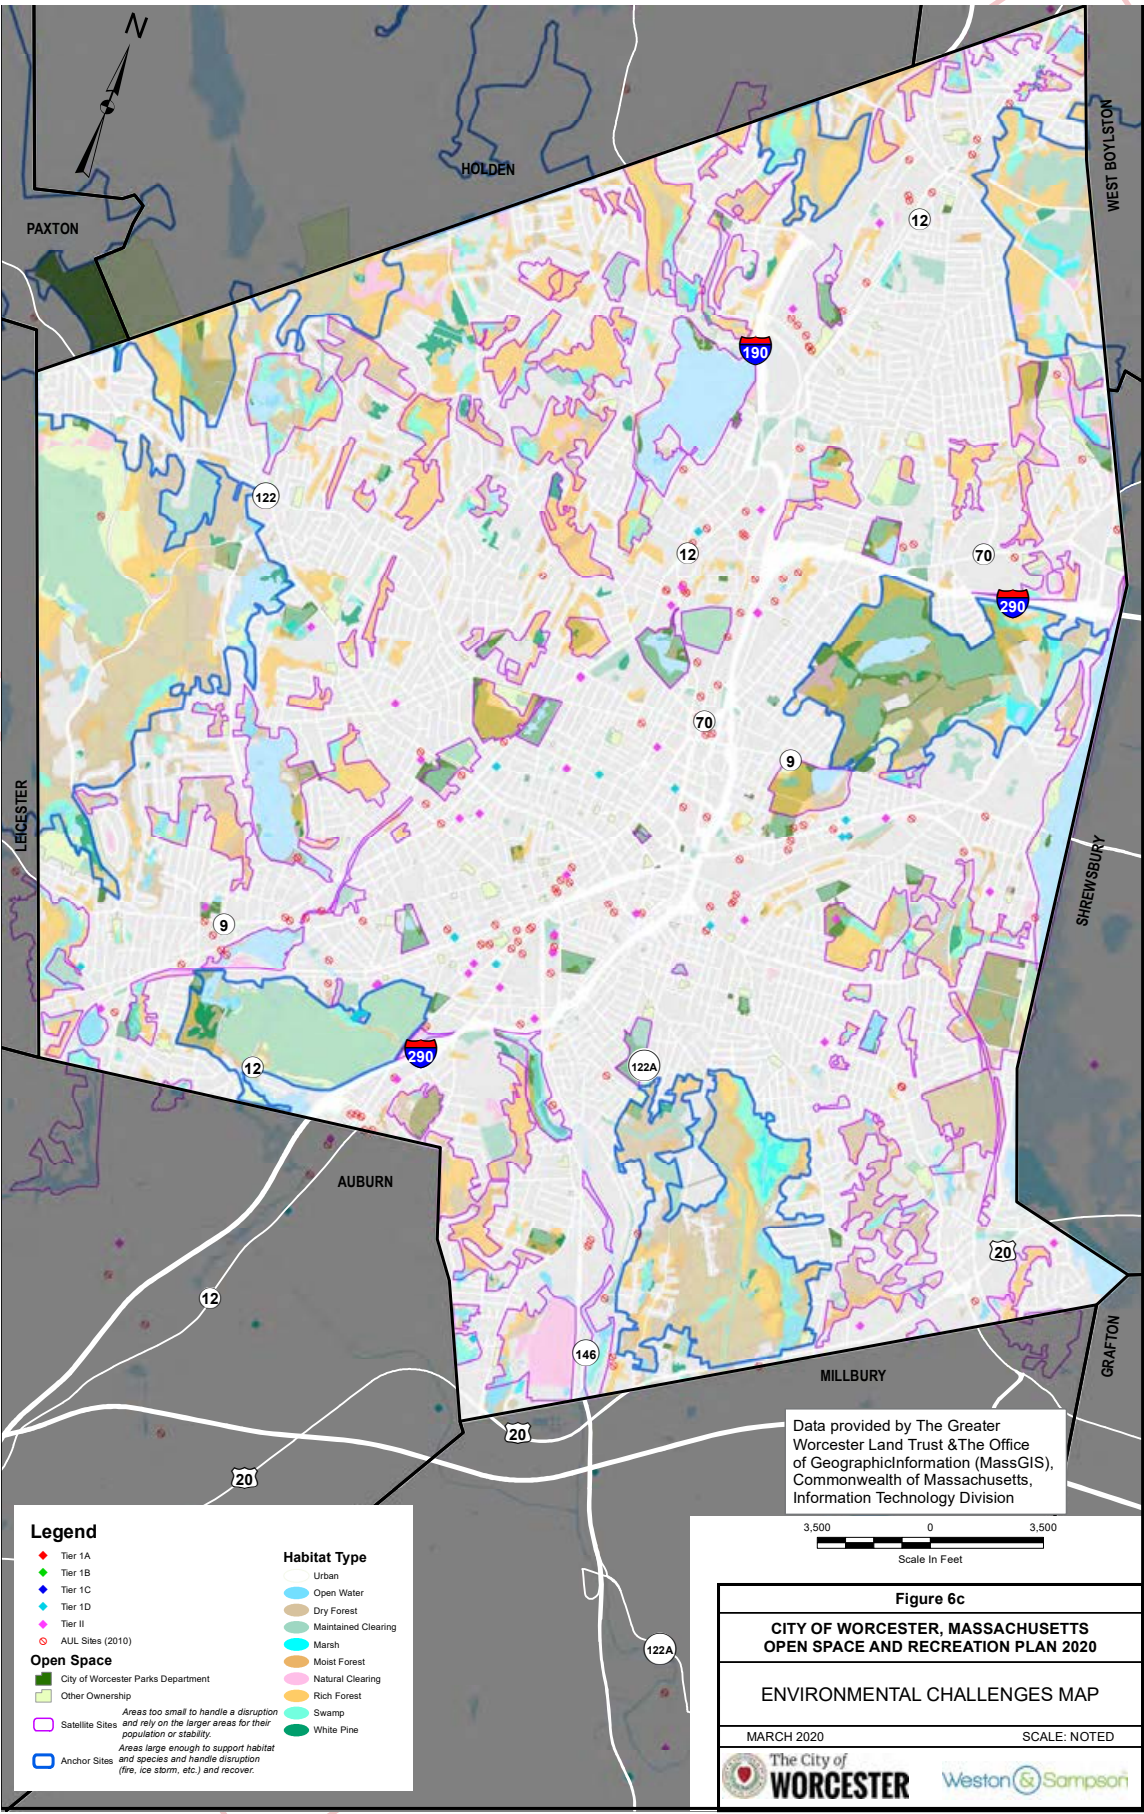 N
HOLDEN
WEST BOYLSTON
PAXTON
12
190
122
12
70
290
70
9
LEICESTER
SHREWSBURY
9
290
12
122A
AUBURN
20
12
146
MILLBURY
GRAFTON
20
20
122A
Data provided by The Greater
Worcester Land Trust &The Office
of GeographicInformation (MassGIS),
Commonwealth of Massachusetts,
Information Technology Division
3,500 0 3,500
Scale In Feet
Legend
Tier 1A
Tier 1B
Tier 1C
Tier 1D
Tier II
AUL Sites (2010)
Open Space
City of Worcester Parks Department
Other Ownership
Satellite Sites
Areas too small to handle a disruption
and rely on the larger areas for their
population or stability.
Anchor Sites
Areas large enough to support habitat
and species and handle disruption
(fire, ice storm, etc.) and recover.
Habitat Type
Urban
Open Water
Dry Forest
Maintained Clearing
Marsh
Moist Forest
Natural Clearing
Rich Forest
Swamp
White Pine
Figure 6c
CITY OF WORCESTER, MASSACHUSETTS
OPEN SPACE AND RECREATION PLAN 2020
ENVIRONMENTAL CHALLENGES MAP
MARCH 2020 SCALE: NOTED
The City of
WORCESTER
Weston & Sampson